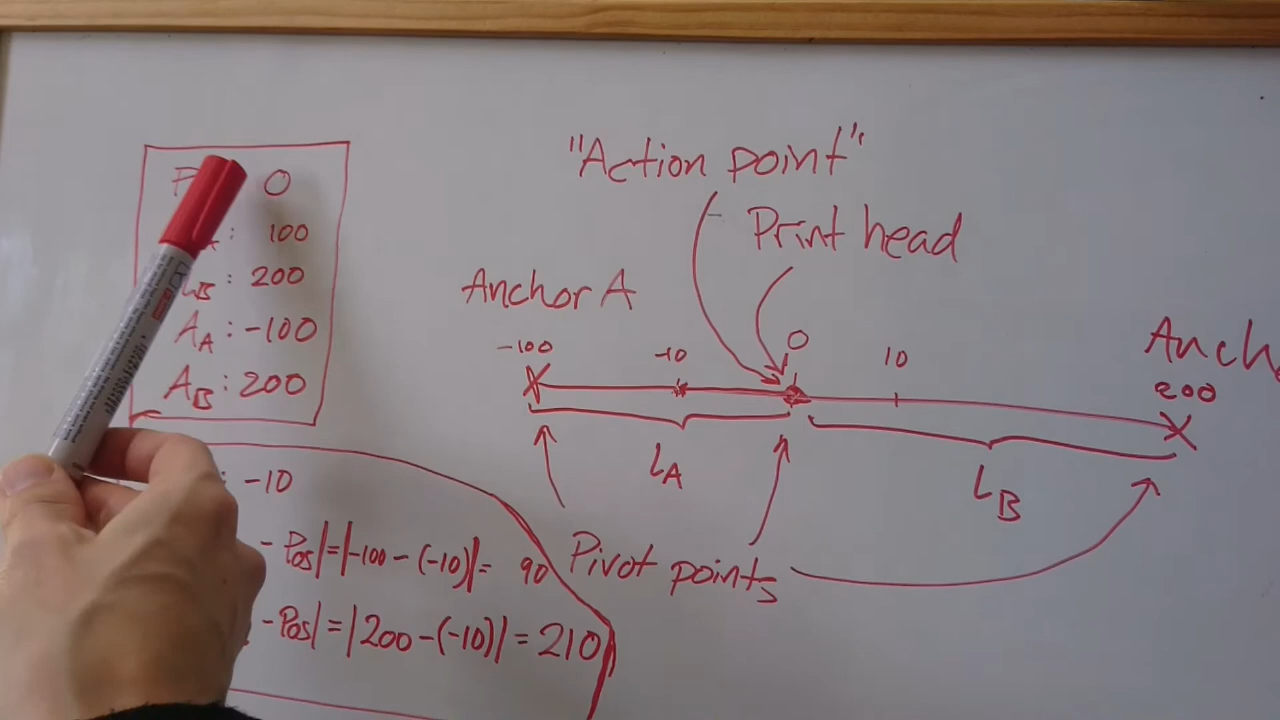 "Action point"
Print head
0
: 100
: 200
A_A : -100
A_B : 200
Anchor A
-100
-10
0
10
200
L_A
L_B
Pivot points
: -10
- Pos| = |-100 - (-10)| = 90
- Pos| = |200 - (-10)| = 210